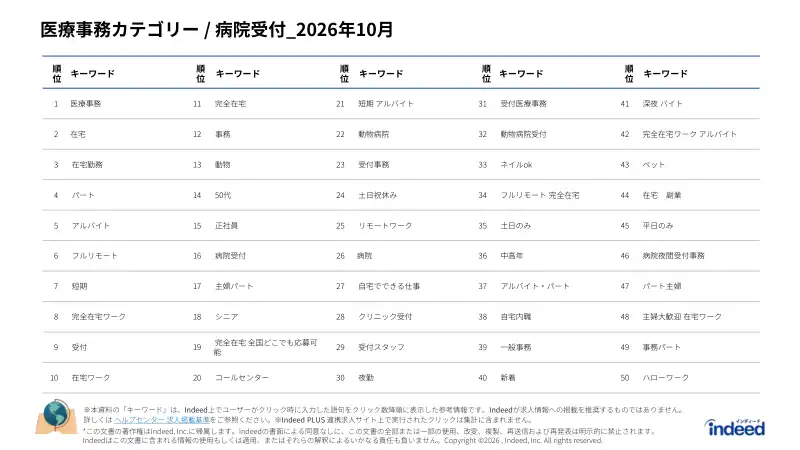 医療事務カテゴリー / 病院受付_2026年10月
順位 キーワード 順位 キーワード 順位 キーワード 順位 キーワード 順位 キーワード
1 医療事務 11 完全在宅 21 短期 アルバイト 31 受付医療事務 41 深夜 バイト
2 在宅 12 事務 22 動物病院 32 動物病院受付 42 完全在宅ワーク アルバイト
3 在宅勤務 13 動物 23 受付事務 33 ネイルok 43 ペット
4 パート 14 50代 24 土日祝休み 34 フルリモート 完全在宅 44 在宅　副業
5 アルバイト 15 正社員 25 リモートワーク 35 土日のみ 45 平日のみ
6 フルリモート 16 病院受付 26 病院 36 中高年 46 病院夜間受付事務
7 短期 17 主婦パート 27 自宅でできる仕事 37 アルバイト・パート 47 パート主婦
8 完全在宅ワーク 18 シニア 28 クリニック受付 38 自宅内職 48 主婦大歓迎 在宅ワーク
9 受付 19 完全在宅 全国どこでも応募可能 29 受付スタッフ 39 一般事務 49 事務パート
10 在宅ワーク 20 コールセンター 30 夜勤 40 新着 50 ハローワーク
※本資料の「キーワード」は、Indeed上でユーザーがクリック時に入力した語句をクリック数降順に表示した参考情報です。Indeedが求人情報への掲載を推奨するものではありません。
詳しくは ヘルプセンター 求人掲載基準をご参照ください。※Indeed PLUS 連携求人サイト上で実行されたクリックは集計に含まれません。
*この文書の著作権はIndeed, Inc.に帰属します。Indeedの書面による同意なしに、この文書の全部または一部の使用、改変、複製、再送信および再発表は明示的に禁止されます。
Indeedはこの文書に含まれる情報の使用もしくは適用、またはそれらの解釈によるいかなる責任も負いません。Copyright ©2026 , Indeed, Inc. All rights reserved.
インディード
indeed